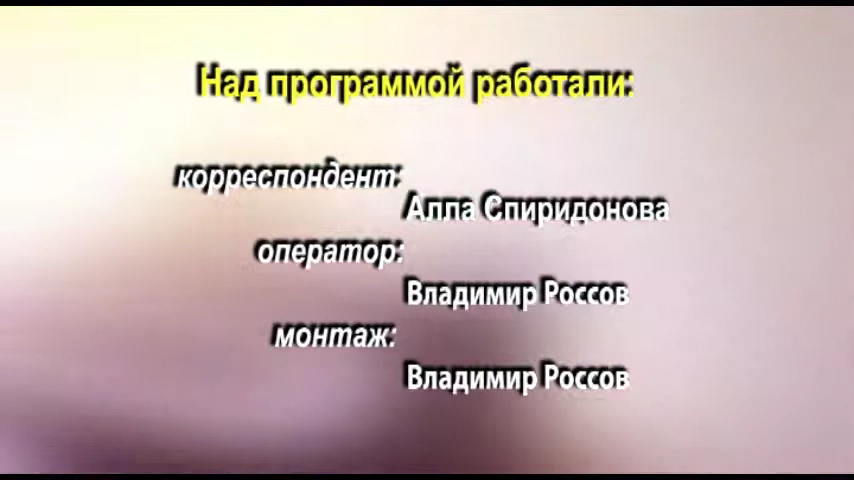 Над программой работали:
корреспондент:
Алла Спиридонова
оператор:
Владимир Россов
монтаж:
Владимир Россов